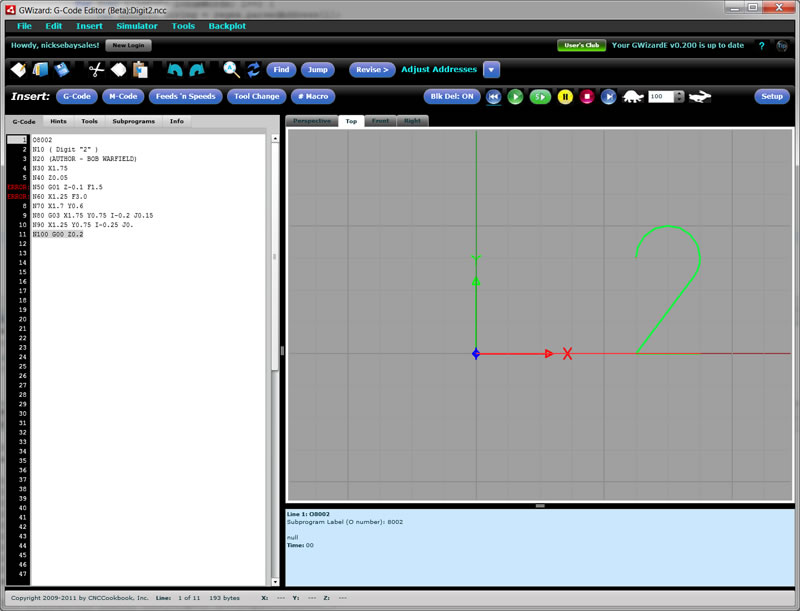 GWizard: G-Code Editor (Beta):Digit2.ncc
File Edit Insert Simulator Tools Backplot
Howdy, nicksebaysales! New Login User's Club Your GWizardE v0.200 is up to date ?
Find Jump Revise > Adjust Addresses
Insert: G-Code M-Code Feeds 'n Speeds Tool Change # Macro Blk Del: ON 100 Setup
G-Code Hints Tools Subprograms Info
Perspective Top Front Right
1 O8002
2 N10 ( Digit "2" )
3 N20 (AUTHOR - BOB WARFIELD)
4 N30 X1.75
5 N40 Z0.05
ERROR N50 G01 Z-0.1 F1.5
ERROR N60 X1.25 F3.0
8 N70 X1.7 Y0.6
9 N80 G03 X1.75 Y0.75 I-0.2 J0.15
10 N90 X1.25 Y0.75 I-0.25 J0.
11 N100 G00 Z0.2
12
13
14
15
16
17
18
19
20
21
22
23
24
25
26
27
28
29
30
31
32
33
34
35
36
37
38
39
40
41
42
43
44
45
46
47
Y
X
2
Line 1: O8002
Subprogram Label (O number): 8002
null
Time: 00
Copyright 2009-2011 by CNCCookbook, Inc. Line: 1 of 11 193 bytes X: --- Y: --- Z: ---